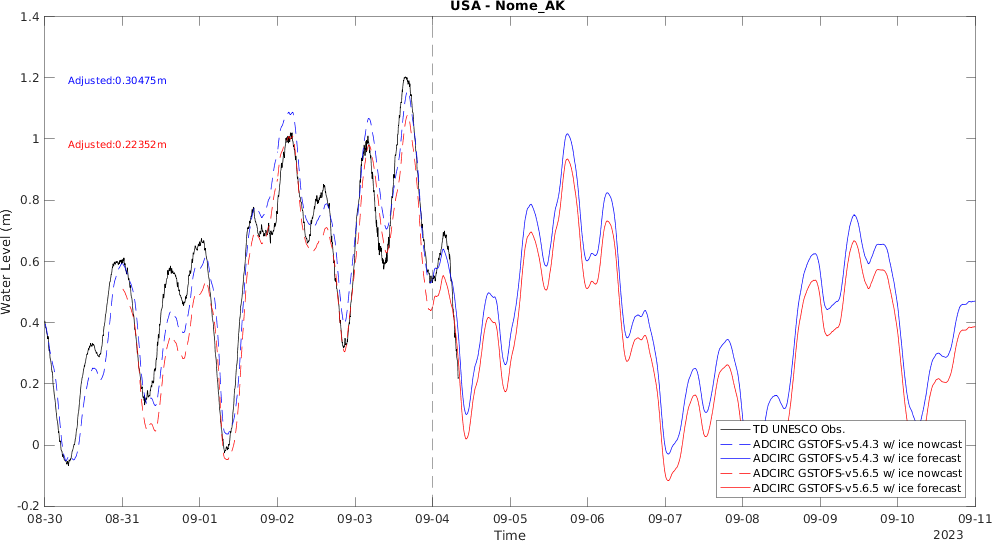 USA - Nome_AK
1.4
1.2
1
0.8
0.6
0.4
0.2
0
-0.2
Water Level (m)
Adjusted:0.30475m
Adjusted:0.22352m
TD UNESCO Obs.
ADCIRC GSTOFS-v5.4.3 w/ ice nowcast
ADCIRC GSTOFS-v5.4.3 w/ ice forecast
ADCIRC GSTOFS-v5.6.5 w/ ice nowcast
ADCIRC GSTOFS-v5.6.5 w/ ice forecast
08-30 08-31 09-01 09-02 09-03 09-04 09-05 09-06 09-07 09-08 09-09 09-10 09-11
Time
2023